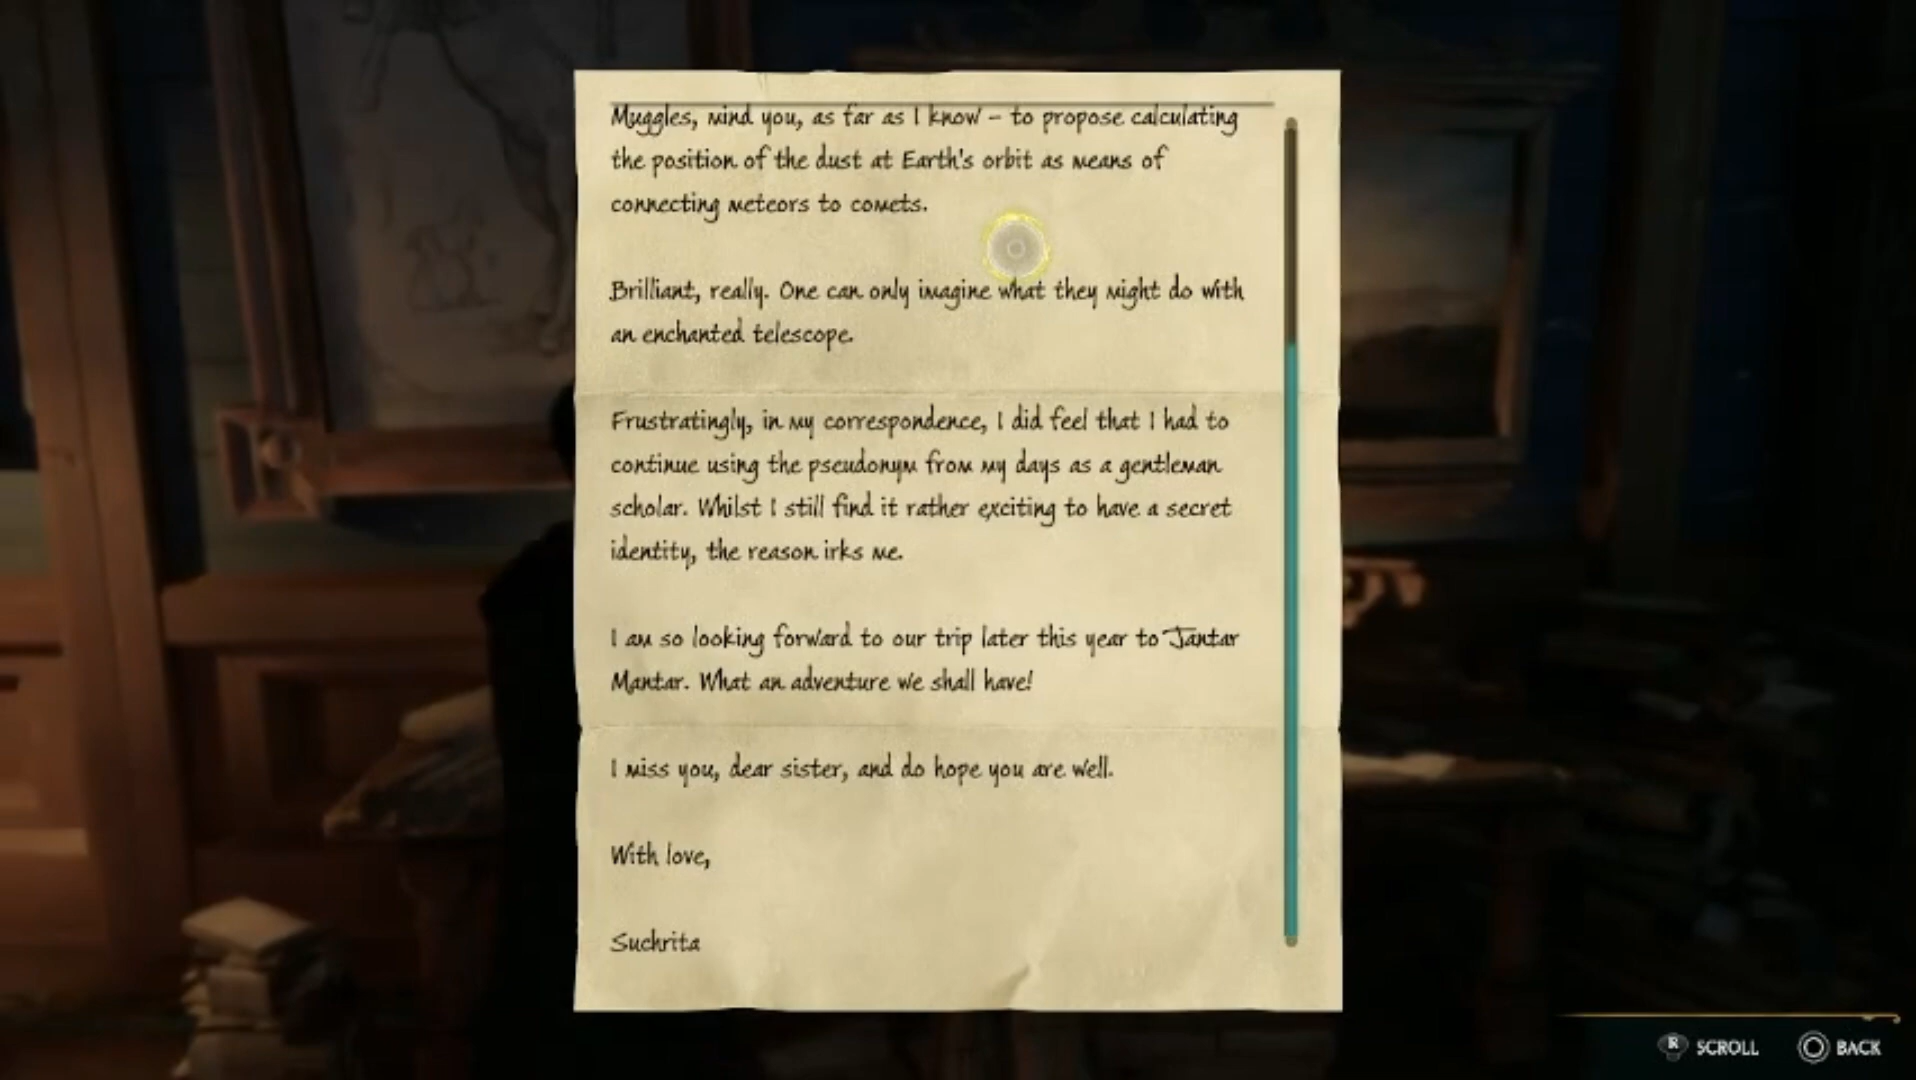 Muggles, mind you, as far as I know – to propose calculating
the position of the dust at Earth's orbit as means of
connecting meteors to comets.
Brilliant, really. One can only imagine what they might do with
an enchanted telescope.
Frustratingly, in my correspondence, I did feel that I had to
continue using the pseudonym from my days as a gentleman
scholar. Whilst I still find it rather exciting to have a secret
identity, the reason irks me.
I am so looking forward to our trip later this year to Jantar
Mantar. What an adventure we shall have!
I miss you, dear sister, and do hope you are well.
With love,
Suchrita
R SCROLL
BACK